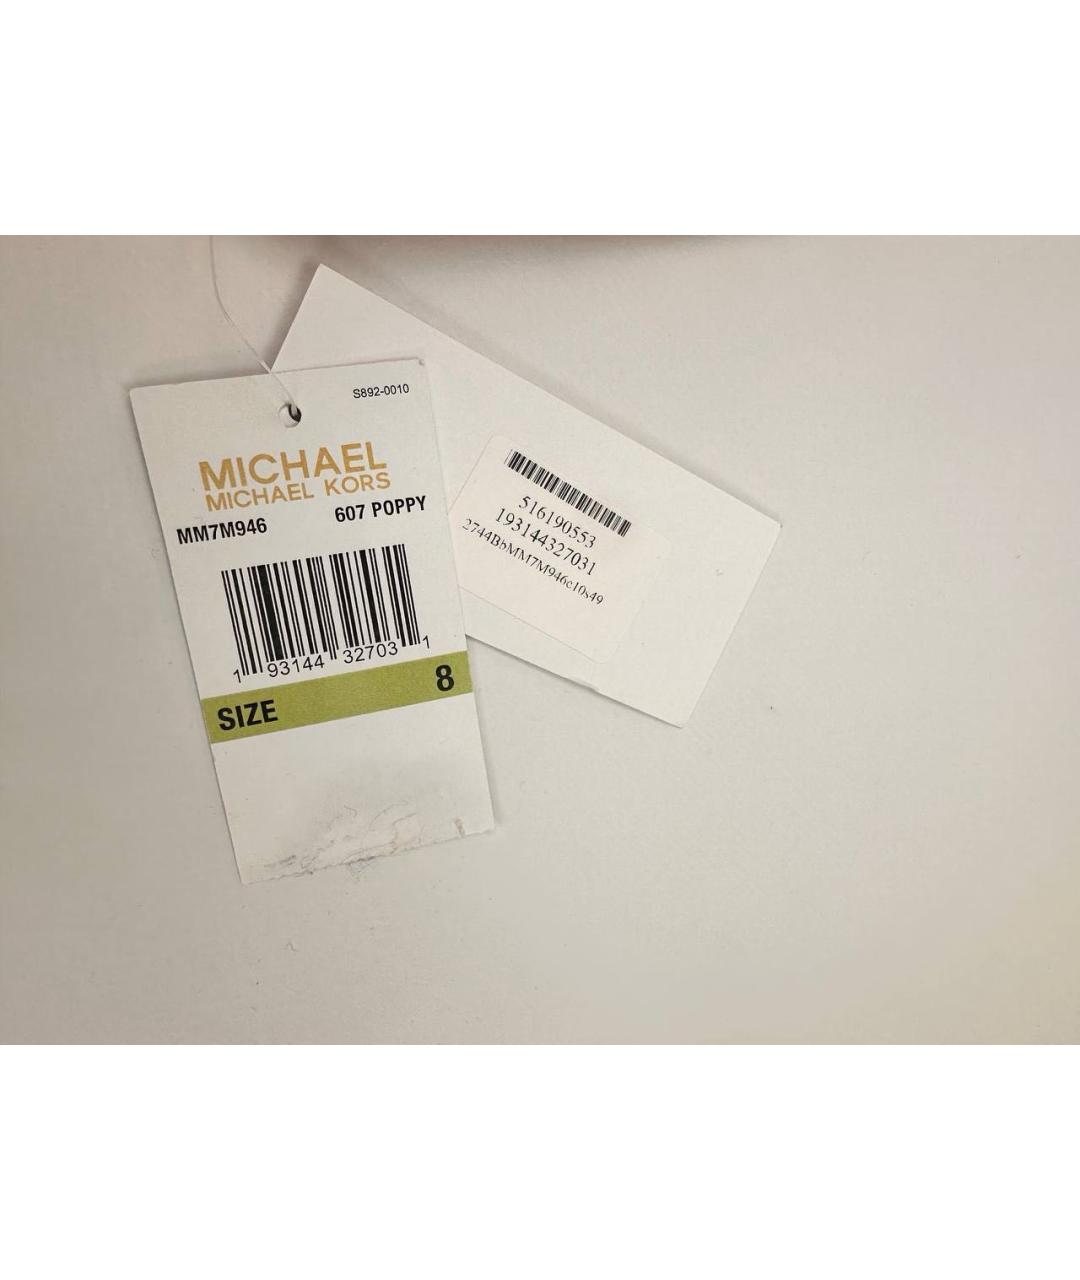 S892-0010
MICHAEL
MICHAEL KORS
MM7M946 607 POPPY
1 93144 32703 1
SIZE 8
516190553
193144327031
2744BbMM7M946c10s49